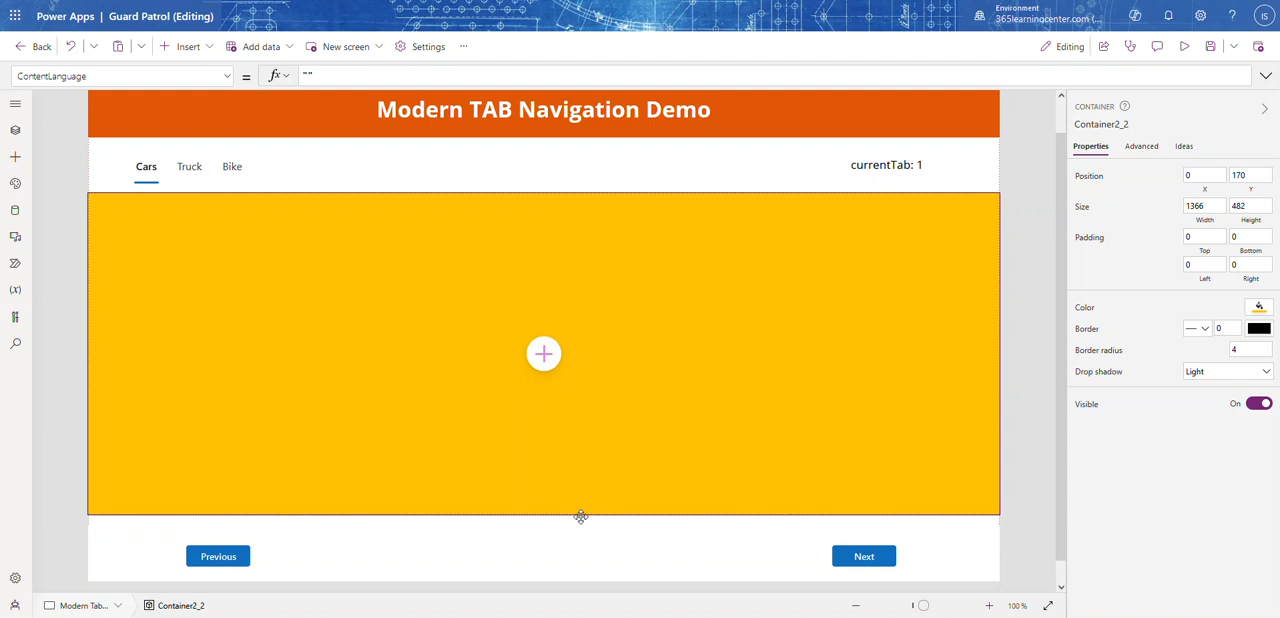 Power Apps | Guard Patrol (Editing)
Environment
365learningcenter.com (...
IS
Back
Insert
Add data
New screen
Settings
...
Editing
ContentLanguage
=
fx
""
Modern TAB Navigation Demo
Cars
Truck
Bike
currentTab: 1
Previous
Next
CONTAINER
Container2_2
Properties
Advanced
Ideas
Position
0
170
X
Y
Size
1366
482
Width
Height
Padding
0
0
Top
Bottom
0
0
Left
Right
Color
Border
0
Border radius
4
Drop shadow
Light
Visible
On
Modern Tab...
Container2_2
100 %